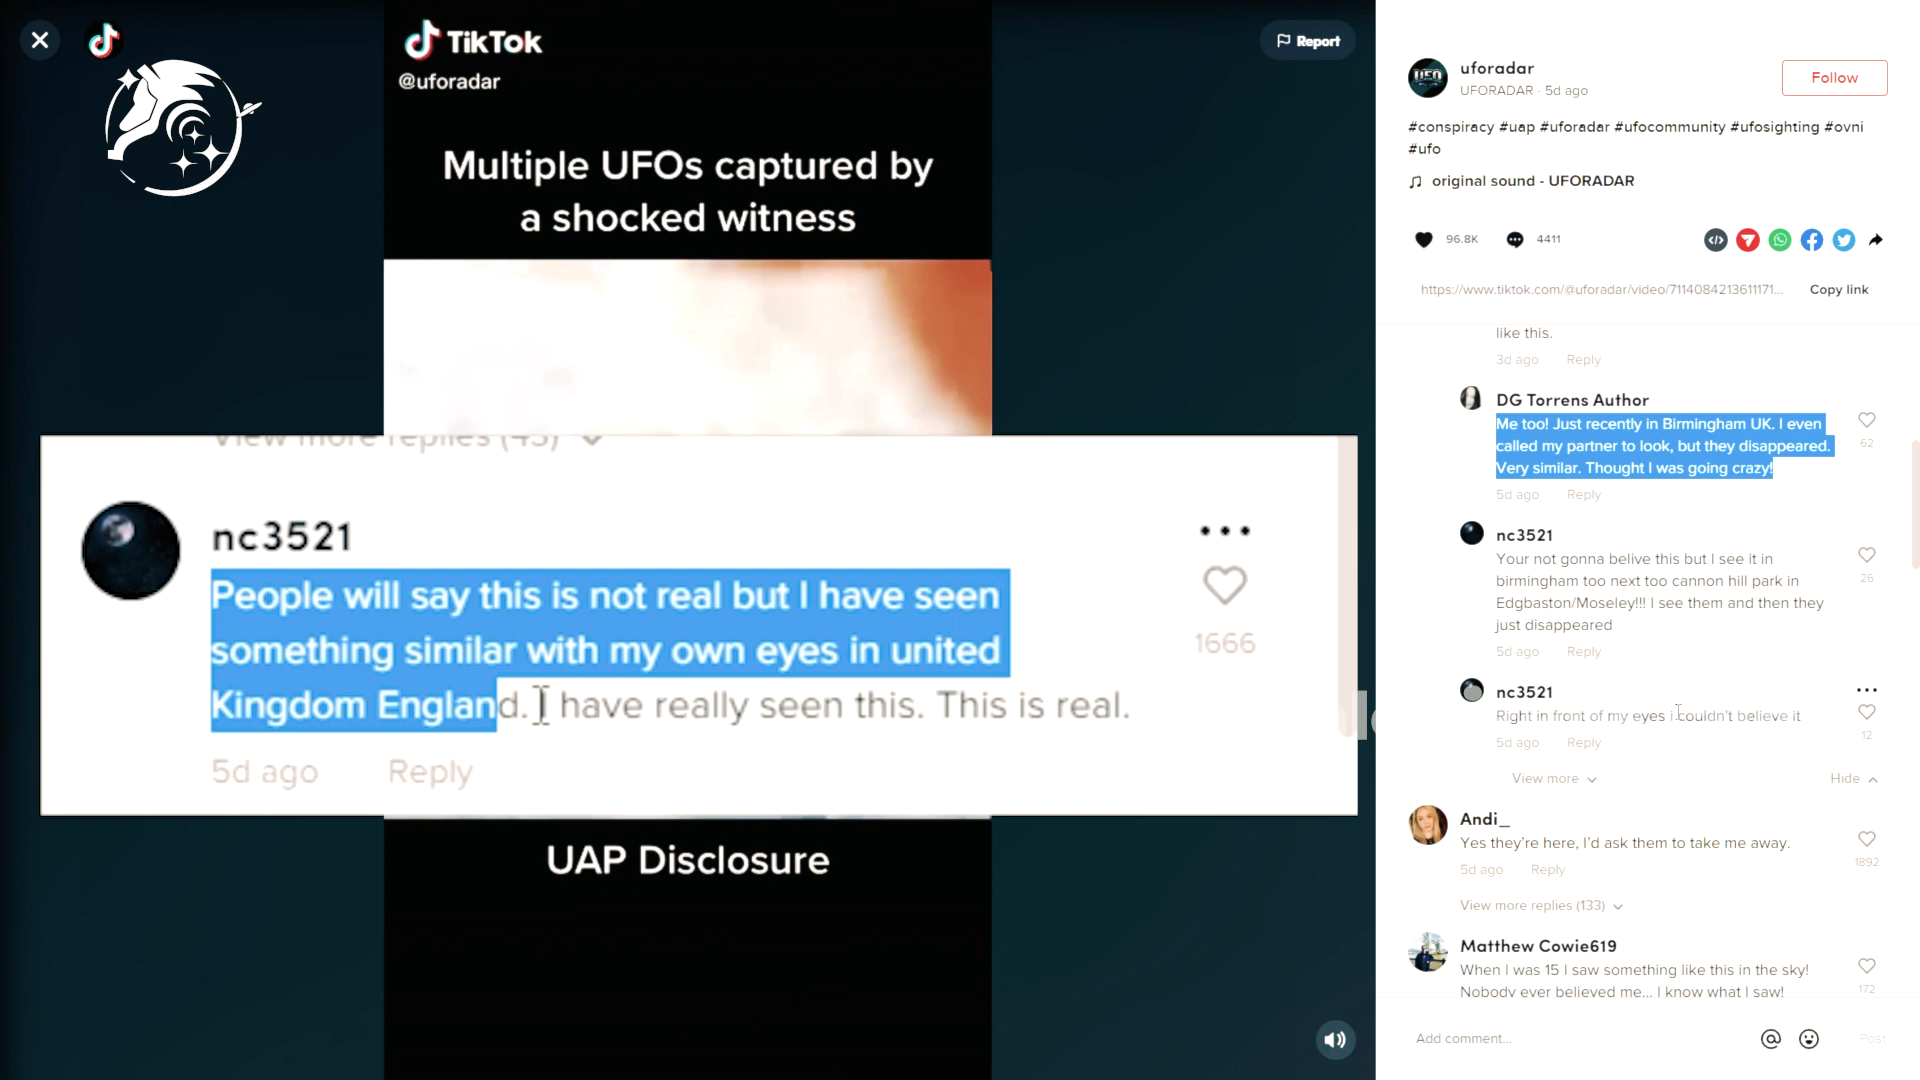 TikTok
@uforadar
Report
Multiple UFOs captured by
a shocked witness
View more replies (43)
nc3521
People will say this is not real but I have seen
something similar with my own eyes in united
Kingdom England. I have really seen this. This is real.
1666
5d ago Reply
UAP Disclosure
UFO
uforadar
UFORADAR · 5d ago
Follow
#conspiracy #uap #uforadar #ufocommunity #ufosighting #ovni
#ufo
original sound - UFORADAR
96.8K 4411
https://www.tiktok.com/@uforadar/video/7114084213611171...
Copy link
like this.
3d ago Reply
DG Torrens Author
Me too! Just recently in Birmingham UK. I even
called my partner to look, but they disappeared.
Very similar. Thought I was going crazy!
62
5d ago Reply
nc3521
Your not gonna belive this but I see it in
birmingham too next too cannon hill park in
Edgbaston/Moseley!!! I see them and then they
just disappeared
26
5d ago Reply
nc3521
Right in front of my eyes i couldn't believe it
12
5d ago Reply
View more
Hide
Andi_
Yes they're here, I'd ask them to take me away.
1892
5d ago Reply
View more replies (133)
Matthew Cowie619
When I was 15 I saw something like this in the sky!
Nobody ever believed me... I know what I saw!
172
Add comment...
Post